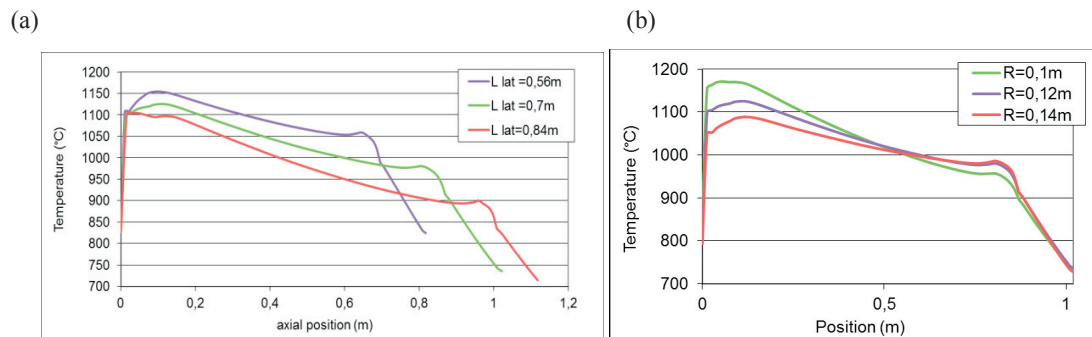 (a)
(b)
1200
1150
1100
1050
1000
950
900
850
800
750
700
Temperature (°C)
0
0,2
0,4
0,6
0,8
1
1,2
axial position (m)
L lat =0,56m
L lat =0,7m
L lat=0,84m
1200
1100
1000
900
800
700
Temperature (°C)
0
0,5
1
Position (m)
R=0,1m
R=0,12m
R=0,14m